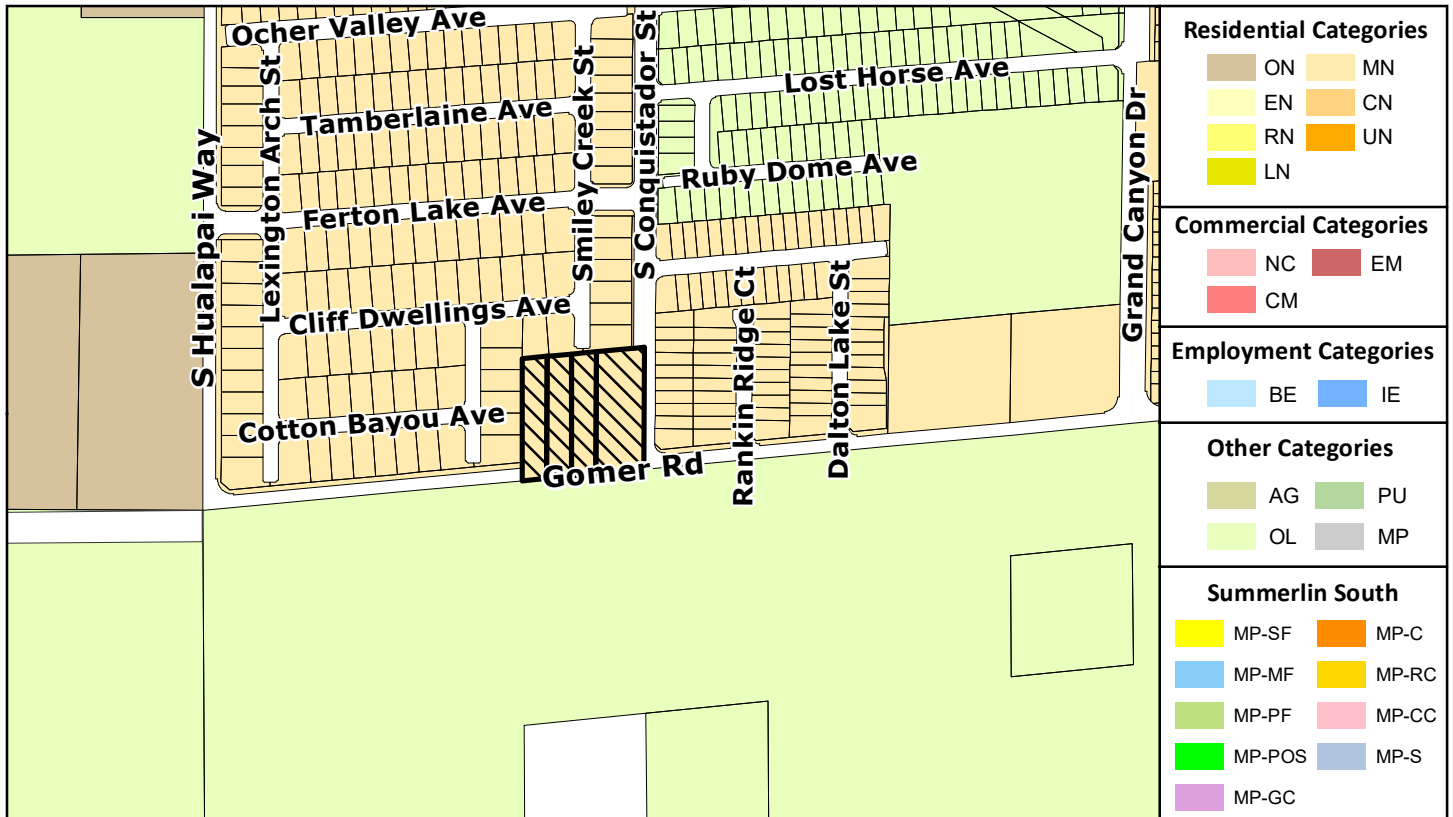 Ocher Valley Ave
Lexington Arch St
Smiley Creek St
S Conquistador St
Lost Horse Ave
Grand Canyon Dr
Tamberlaine Ave
S Hualapai Way
Ruby Dome Ave
Ferton Lake Ave
Cliff Dwellings Ave
Rankin Ridge Ct
Dalton Lake St
Cotton Bayou Ave
Gomer Rd
Residential Categories
ON MN
EN CN
RN UN
LN
Commercial Categories
NC EM
CM
Employment Categories
BE IE
Other Categories
AG PU
OL MP
Summerlin South
MP-SF MP-C
MP-MF MP-RC
MP-PF MP-CC
MP-POS MP-S
MP-GC